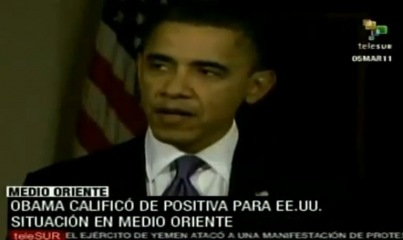 teleSUR
05MAR11
MEDIO ORIENTE
OBAMA CALIFICÓ DE POSITIVA PARA EE.UU.
SITUACIÓN EN MEDIO ORIENTE
teleSUR EL EJÉRCITO DE YEMEN ATACÓ A UNA MANIFESTACIÓN DE PROTES